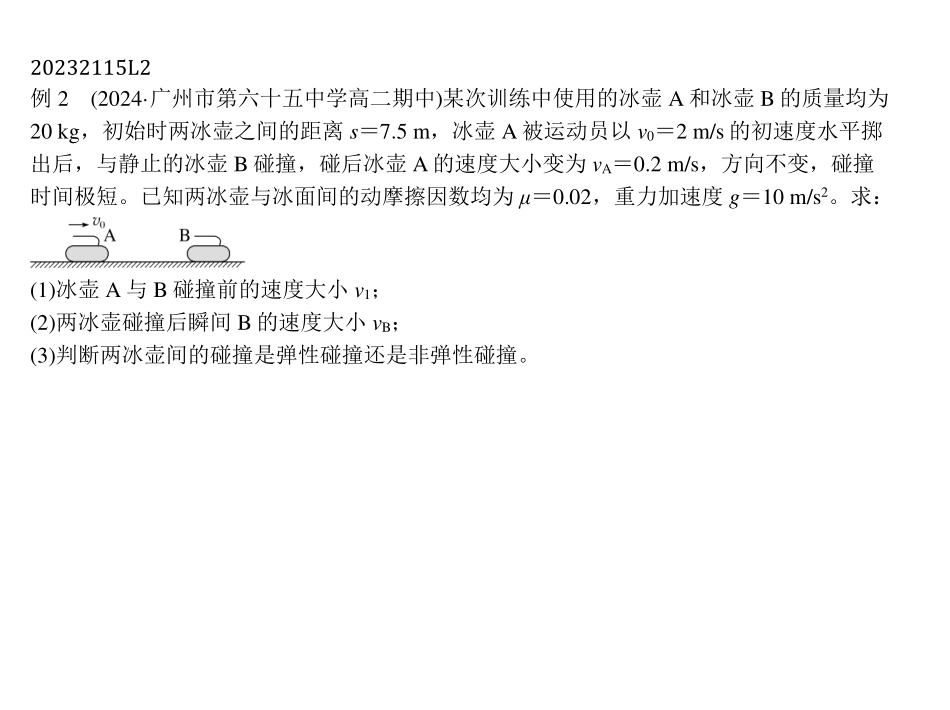 20232115L2
例 2　(2024·广州市第六十五中学高二期中)某次训练中使用的冰壶 A 和冰壶 B 的质量均为
20 kg，初始时两冰壶之间的距离 s＝7.5 m，冰壶 A 被运动员以 v₀＝2 m/s 的初速度水平掷
出后，与静止的冰壶 B 碰撞，碰后冰壶 A 的速度大小变为 v_A＝0.2 m/s，方向不变，碰撞
时间极短。已知两冰壶与冰面间的动摩擦因数均为 μ＝0.02，重力加速度 g＝10 m/s²。求：
v₀
A B
(1)冰壶 A 与 B 碰撞前的速度大小 v₁；
(2)两冰壶碰撞后瞬间 B 的速度大小 v_B；
(3)判断两冰壶间的碰撞是弹性碰撞还是非弹性碰撞。